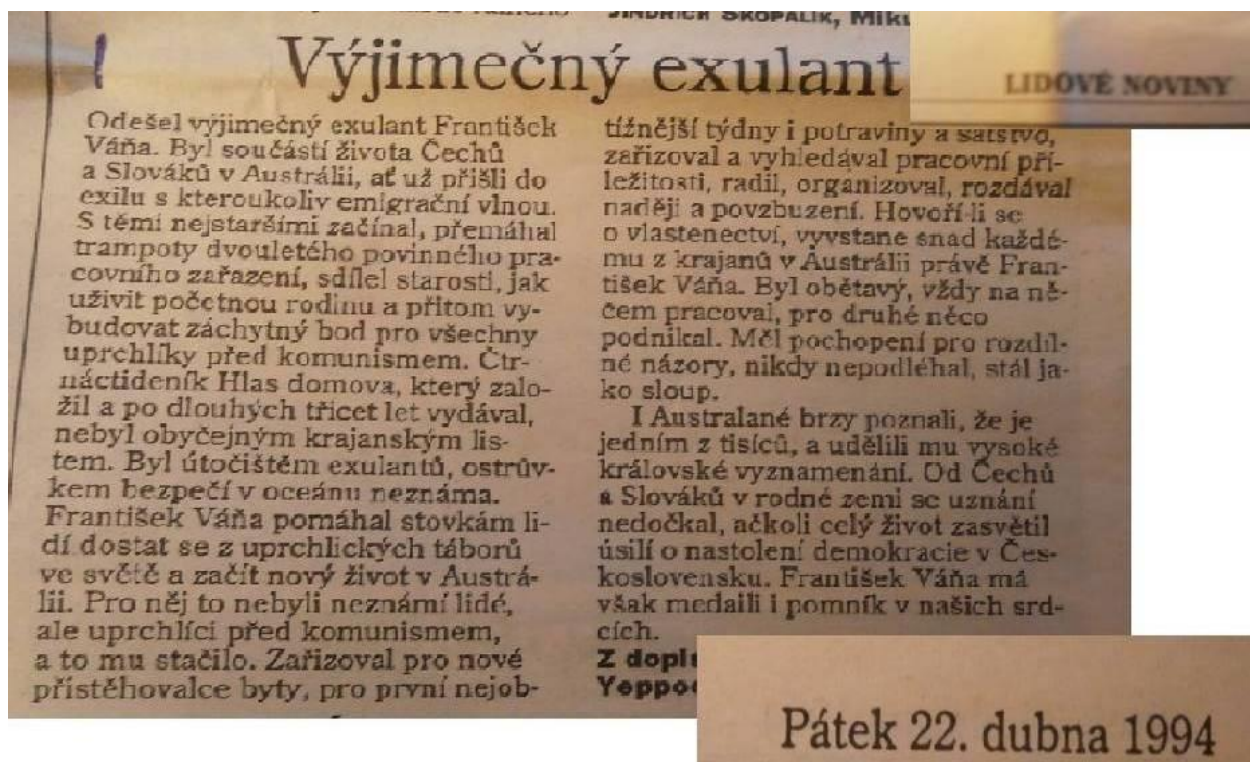 JINDŘICH SKOPALÍK,
Výjimečný exulant
LIDOVÉ NOVINY
Odešel výjimečný exulant František
Váňa. Byl součástí života Čechů
a Slováků v Austrálii, ať už přišli do
exilu s kteroukoliv emigrační vlnou.
S těmi nejstaršími začínal, přemáhal
trampoty dvouletého povinného pra-
covního zařazení, sdílel starosti, jak
uživit početnou rodinu a přitom vy-
budovat záchytný bod pro všechny
uprchlíky před komunismem. Čtr-
náctideník Hlas domova, který zalo-
žil a po dlouhých třicet let vydával,
nebyl obyčejným krajanským lis-
tem. Byl útočištěm exulantů, ostrův-
kem bezpečí v oceánu neznáma.
František Váňa pomáhal stovkám li-
dí dostat se z uprchlických táborů
ve světě a začít nový život v Austrá-
lii. Pro něj to nebyli neznámí lidé,
ale uprchlíci před komunismem,
a to mu stačilo. Zařizoval pro nové
přistěhovalce byty, pro první nejob-
tížnější týdny i potraviny a šatstvo,
zařizoval a vyhledával pracovní pří-
ležitosti, radil, organizoval, rozdával
naději a povzbuzení. Hovoří-li se
o vlastenectví, vyvstane snad každé-
mu z krajanů v Austrálii právě Fran-
tišek Váňa. Byl obětavý, vždy na ně-
čem pracoval, pro druhé něco
podnikal. Měl pochopení pro rozdíl-
né názory, nikdy nepodléhal, stál ja-
ko sloup.
I Australané brzy poznali, že je
jedním z tisíců, a udělili mu vysoké
královské vyznamenání. Od Čechů
a Slováků v rodné zemi se uznání
nedočkal, ačkoli celý život zasvětil
úsilí o nastolení demokracie v Čes-
koslovensku. František Váňa má
však medaili i pomník v našich srd-
cích.
Z
Pátek 22. dubna 1994